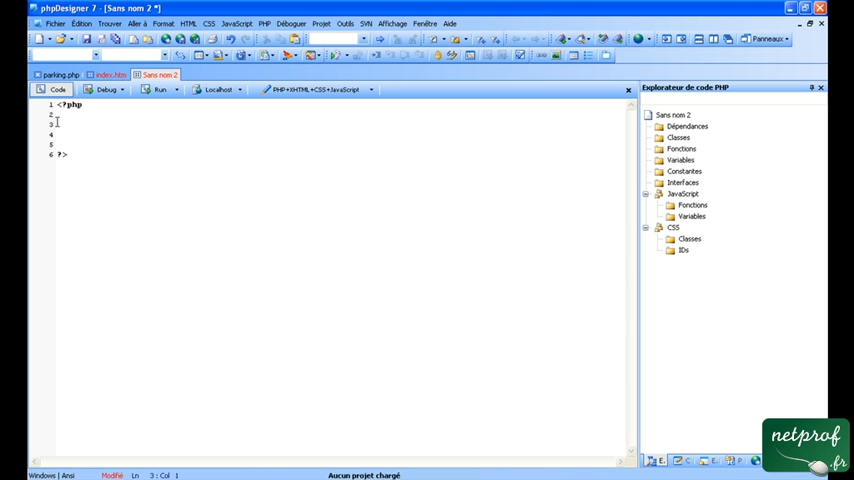 phpDesigner 7 - [Sans nom 2 *]
Fichier Édition Trouver Aller à Format HTML CSS JavaScript PHP Déboguer Projet Outils SVN Affichage Fenêtre Aide
Panneaux
parking.php index.htm Sans nom 2
Code Debug Run Localhost PHP+XHTML+CSS+JavaScript
Explorateur de code PHP
1 <?php
2
3
4
5
6 ?>
Sans nom 2
Dépendances
Classes
Fonctions
Variables
Constantes
Interfaces
JavaScript
Fonctions
Variables
CSS
Classes
IDs
netprof
.fr
E. C E. P
Windows | Ansi Modifié Ln 3 : Col 1 Aucun projet chargé